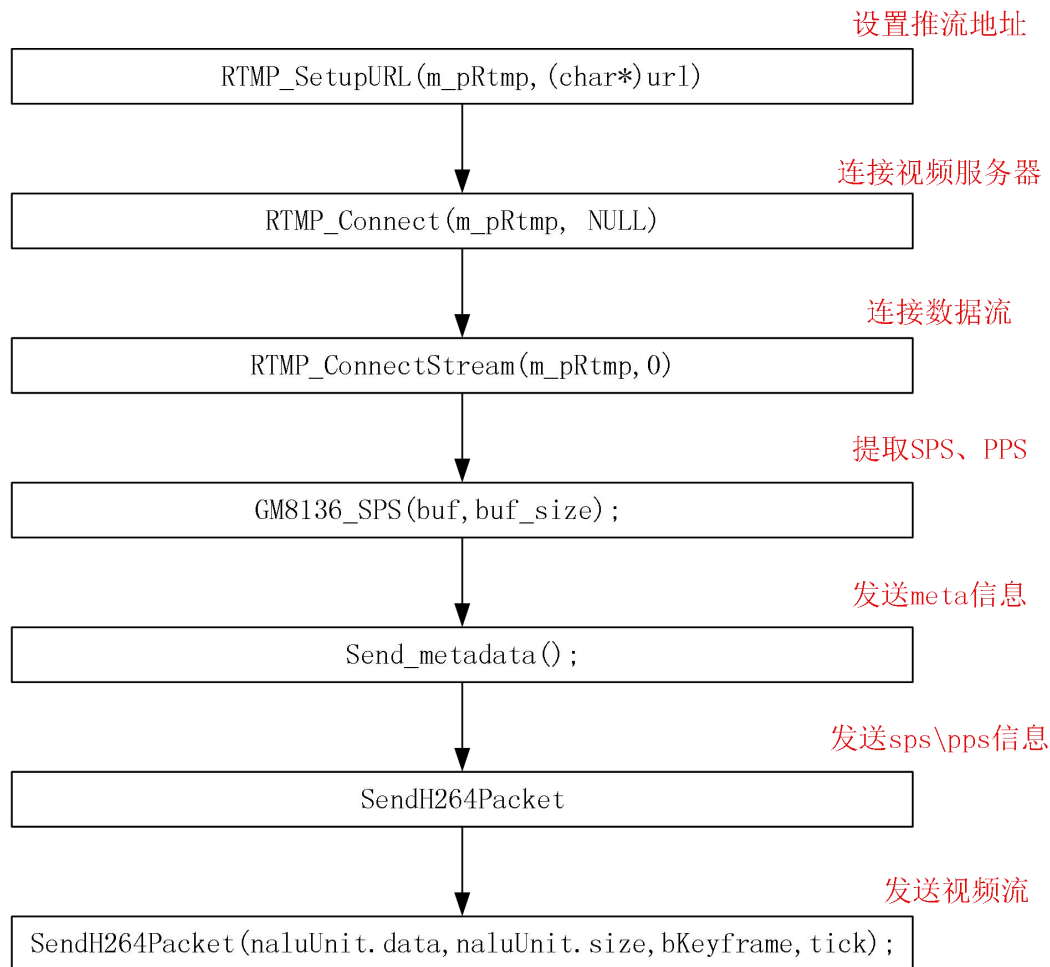 设置推流地址
RTMP_SetupURL(m_pRtmp,(char*)url)
连接视频服务器
RTMP_Connect(m_pRtmp, NULL)
连接数据流
RTMP_ConnectStream(m_pRtmp,0)
提取SPS、PPS
GM8136_SPS(buf,buf_size);
发送meta信息
Send_metadata();
发送sps\pps信息
SendH264Packet
发送视频流
SendH264Packet(naluUnit.data,naluUnit.size,bKeyframe,tick);